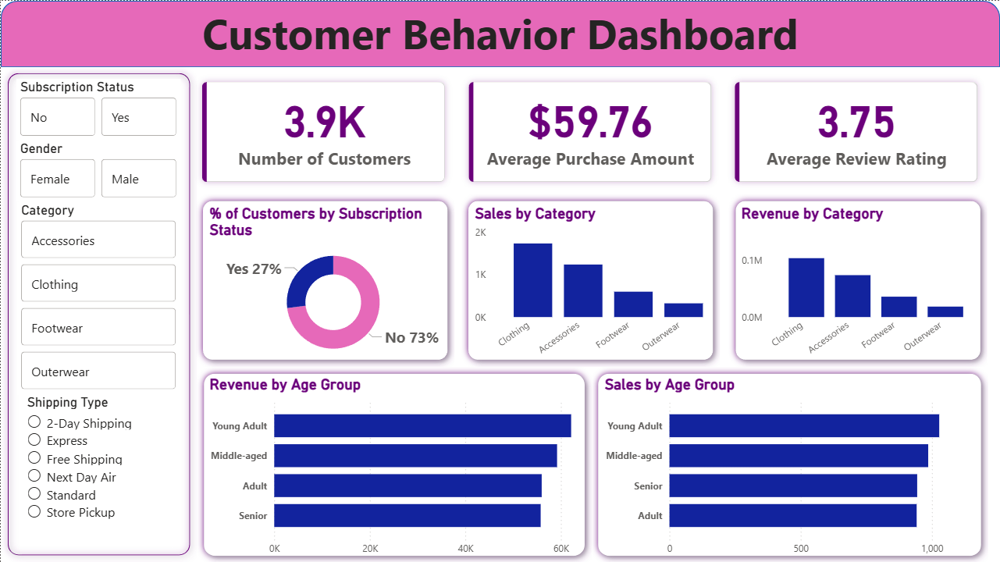 Customer Behavior Dashboard
Subscription Status
No
Yes
Gender
Female
Male
Category
Accessories
Clothing
Footwear
Outerwear
Shipping Type
2-Day Shipping
Express
Free Shipping
Next Day Air
Standard
Store Pickup
3.9K
Number of Customers
$59.76
Average Purchase Amount
3.75
Average Review Rating
% of Customers by Subscription
Status
Yes 27%
No 73%
Sales by Category
2K
1K
0K
Clothing
Accessories
Footwear
Outerwear
Revenue by Category
0.1M
0.0M
Clothing
Accessories
Footwear
Outerwear
Revenue by Age Group
Young Adult
Middle-aged
Adult
Senior
0K
20K
40K
60K
Sales by Age Group
Young Adult
Middle-aged
Senior
Adult
0
500
1,000